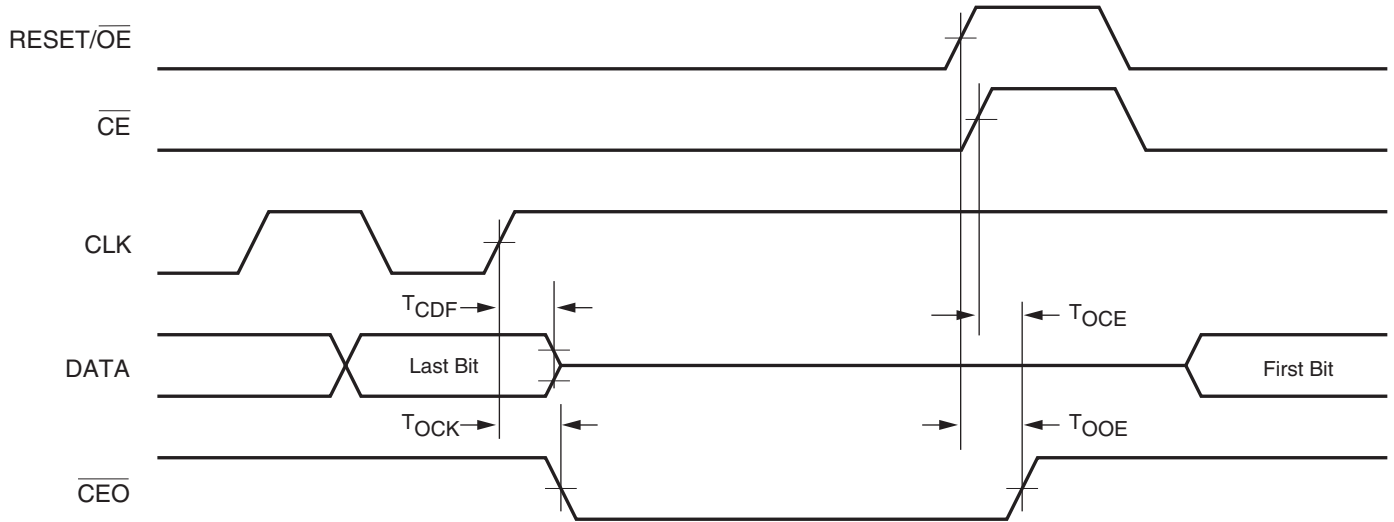 RESET/OE
CE
CLK
TCDF
TOCE
DATA
Last Bit
First Bit
TOCK
TOOE
CEO